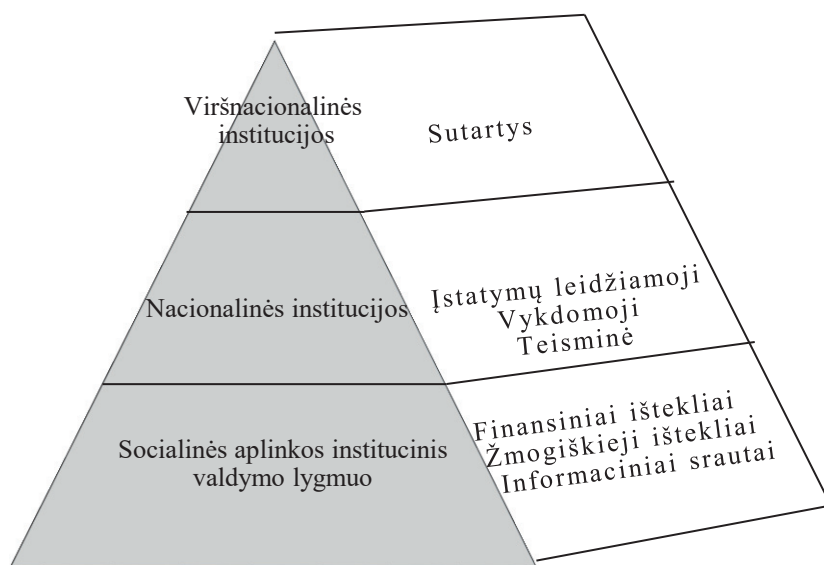 Viršnacionalinės
institucijos
Sutartys
Nacionalinės institucijos
Įstatymų leidžiamoji
Vykdomoji
Teisminė
Socialinės aplinkos institucinis
valdymo lygmuo
Finansiniai ištekliai
Žmogiškieji ištekliai
Informaciniai srautai